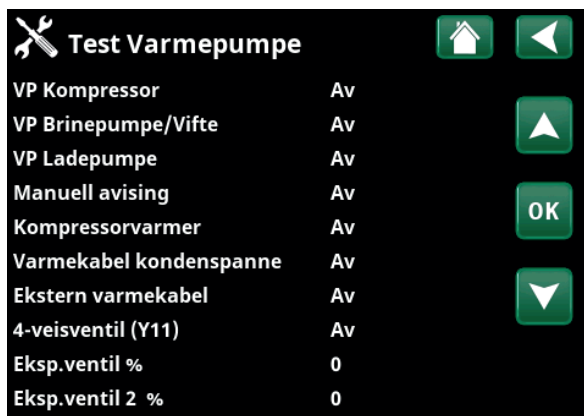 Test Varmepumpe
VP Kompressor Av
VP Brinepumpe/Vifte Av
VP Ladepumpe Av
Manuell avising Av
Kompressorvarmer Av
OK
Varmekabel kondenspanne Av
Ekstern varmekabel Av
4-veisventil (Y11) Av
Eksp.ventil % 0
Eksp.ventil 2 % 0